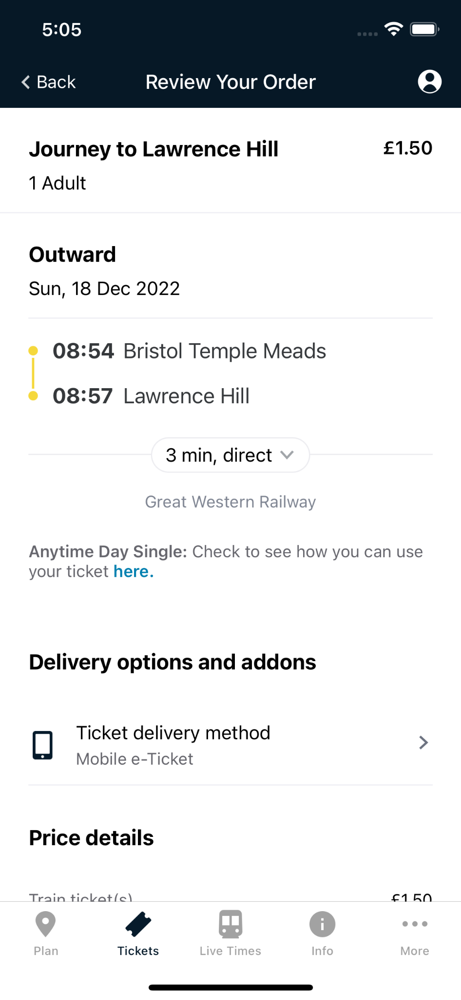 5:05
Back
Review Your Order
Journey to Lawrence Hill
£1.50
1 Adult
Outward
Sun, 18 Dec 2022
08:54 Bristol Temple Meads
08:57 Lawrence Hill
3 min, direct
Great Western Railway
Anytime Day Single: Check to see how you can use
your ticket here.
Delivery options and addons
Ticket delivery method
Mobile e-Ticket
Price details
Train ticket(s)
£1.50
Plan
Tickets
Live Times
Info
More